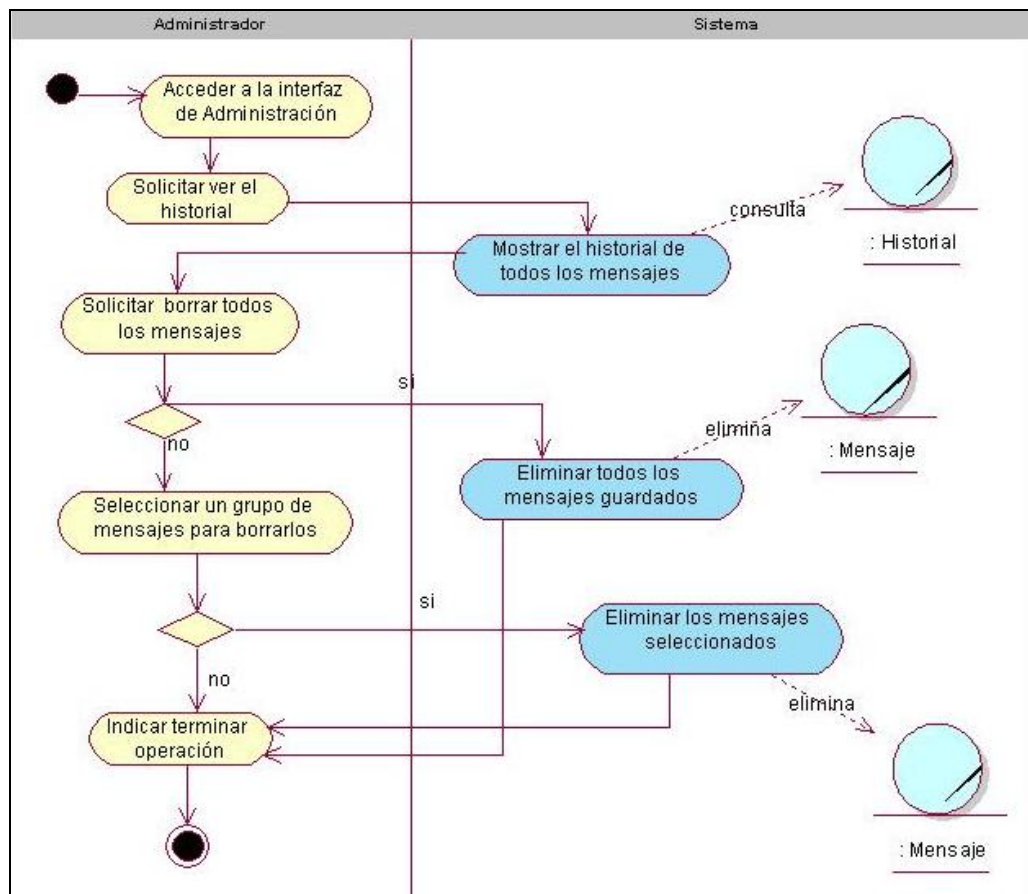 Administrador
Sistema
Acceder a la interfaz
de Administración
Solicitar ver el
historial
consulta
: Historial
Mostrar el historial de
todos los mensajes
Solicitar borrar todos
los mensajes
si
no
elimina
: Mensaje
Eliminar todos los
mensajes guardados
Seleccionar un grupo de
mensajes para borrarlos
si
Eliminar los mensajes
seleccionados
no
elimina
Indicar terminar
operación
: Mensaje